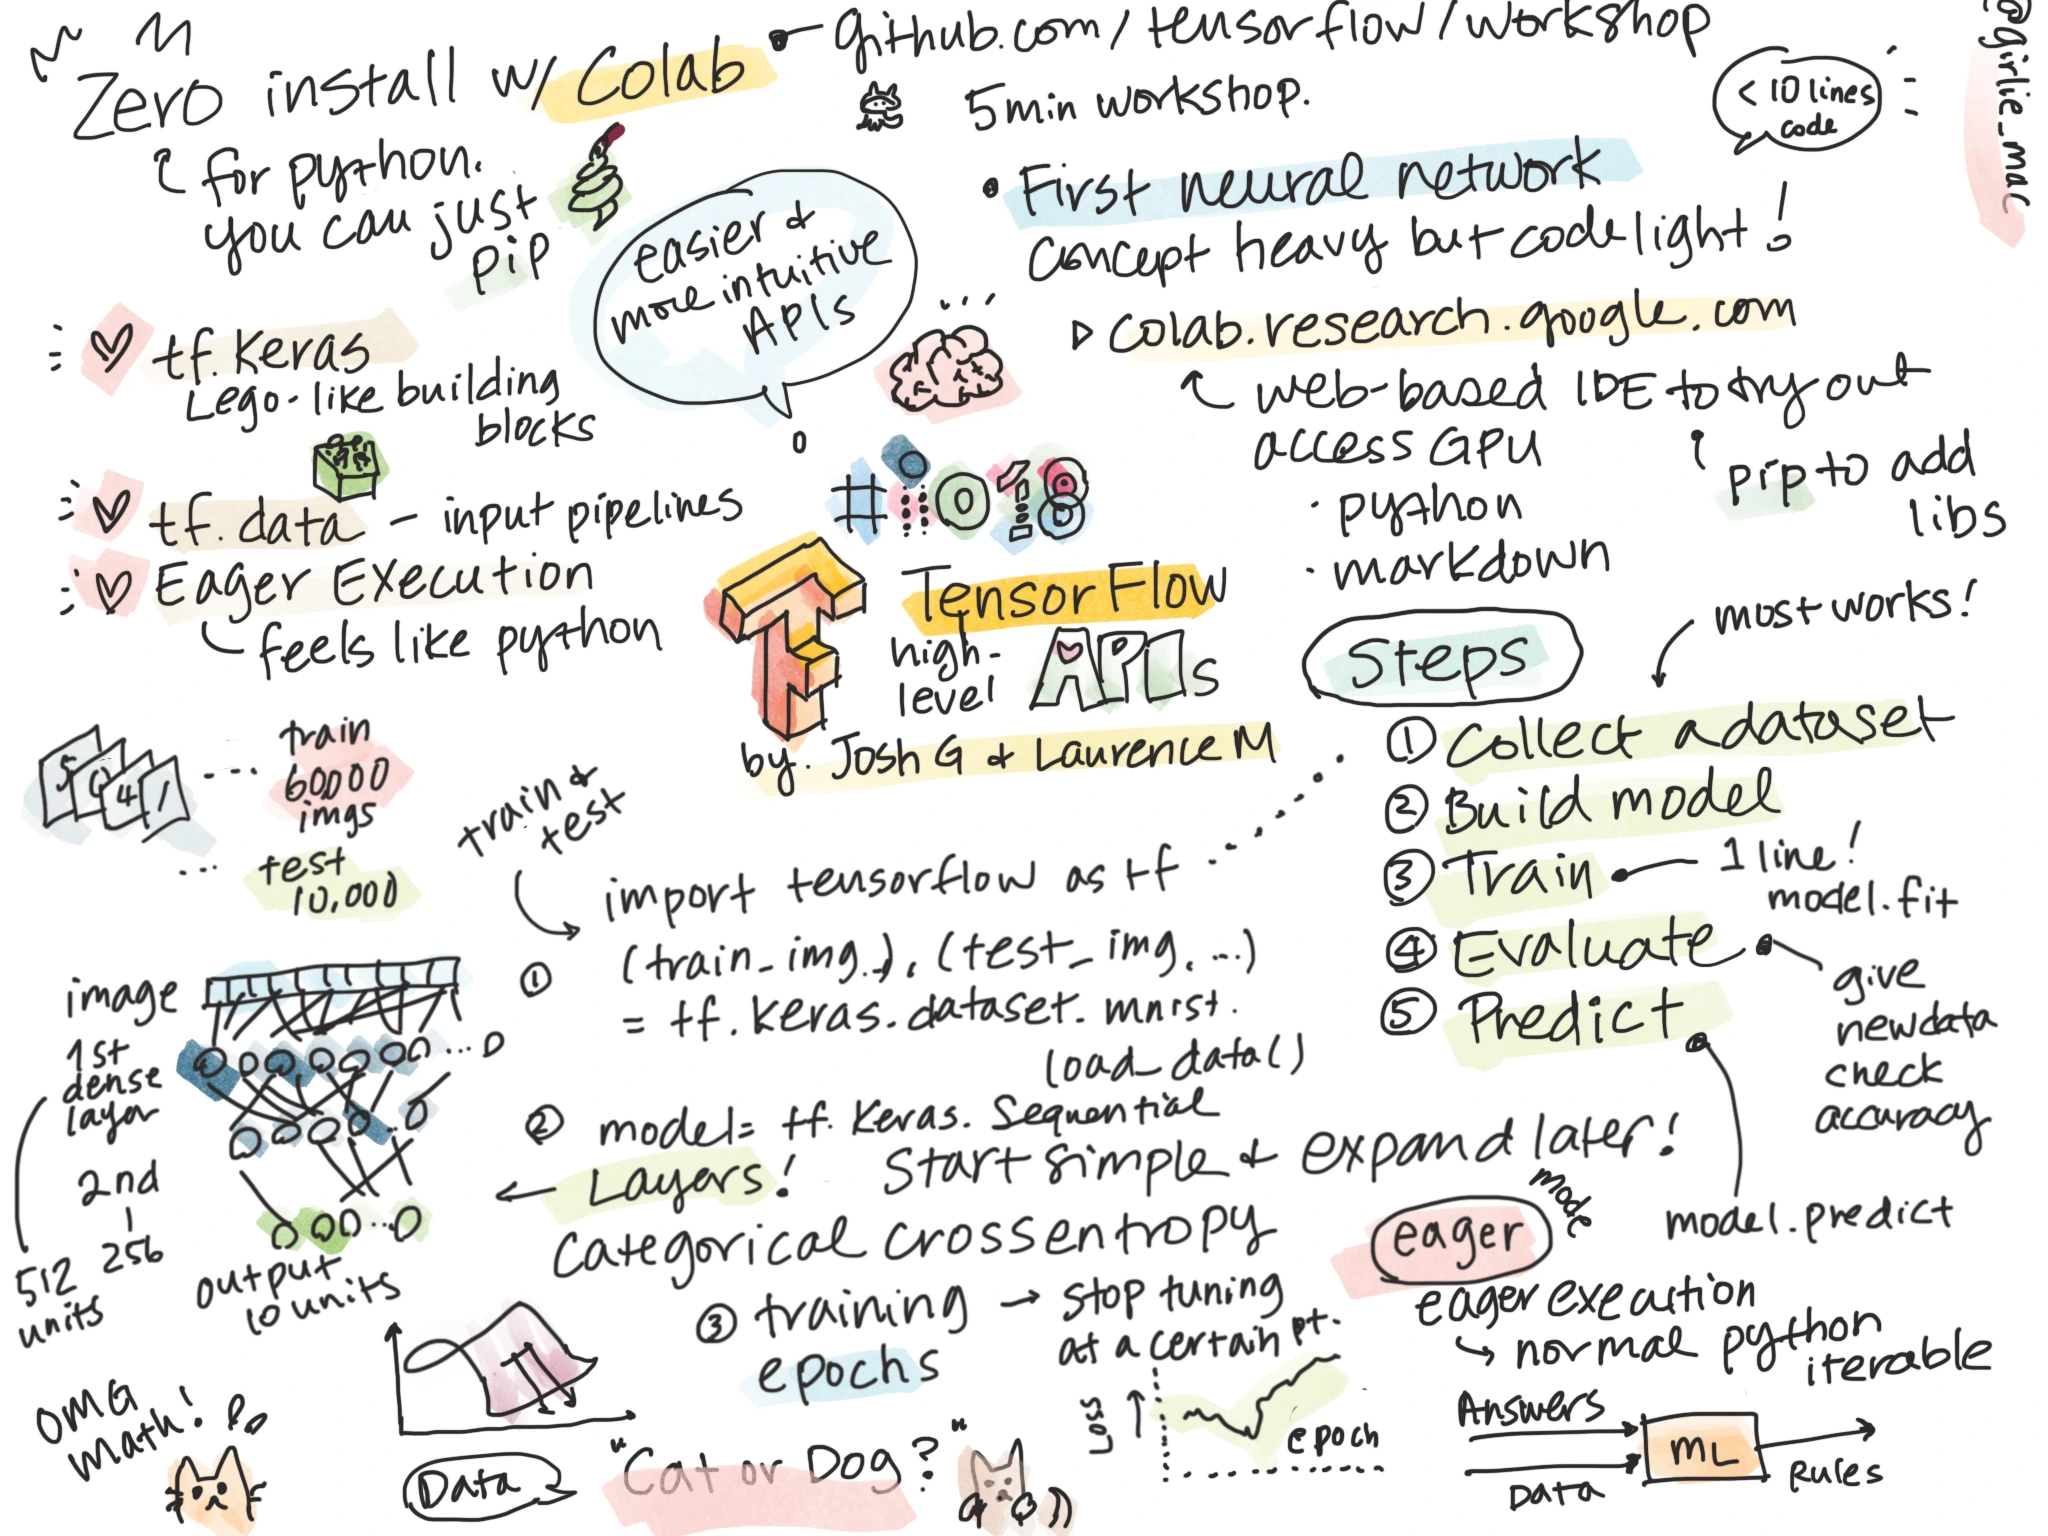 Zero install w/ Colab
for python.
you can just
pip
github.com/tensorflow/workshop
5min workshop.
< 10 lines
code
@girlie_mac
• First neural network
concept heavy but code light!
▷ colab.research.google.com
web-based IDE to try out
access GPU
· python
· markdown
pip to add
libs
easier &
more intuitive
APIs
tf.Keras
Lego-like building
blocks
tf.data - input pipelines
Eager Execution
feels like python
#io18
TensorFlow
high-
level
APIs
by. Josh G & Laurence M
Steps
most works!
① Collect a dataset
② Build model
③ Train
1 line!
model.fit
④ Evaluate
give
new data
check
accuracy
⑤ Predict
model.predict
5 0 4 1
train
60,000
imgs
test
10,000
train &
test
import tensorflow as tf
①
(train_img..), (test_img, ...)
= tf.keras.dataset.mnist.
load_data()
② model= tf.Keras.Sequential
Layers!
Start simple & expand later!
Categorical crossentropy
③ training → stop tuning
at a certain pt.
epochs
Loss
epoch
image
1st
dense
layer
2nd
256
512
units
output
10 units
OMG
math!
Data
"Cat or Dog?"
eager
mode
eager execution
normal python
iterable
Answers
Data
ML
Rules